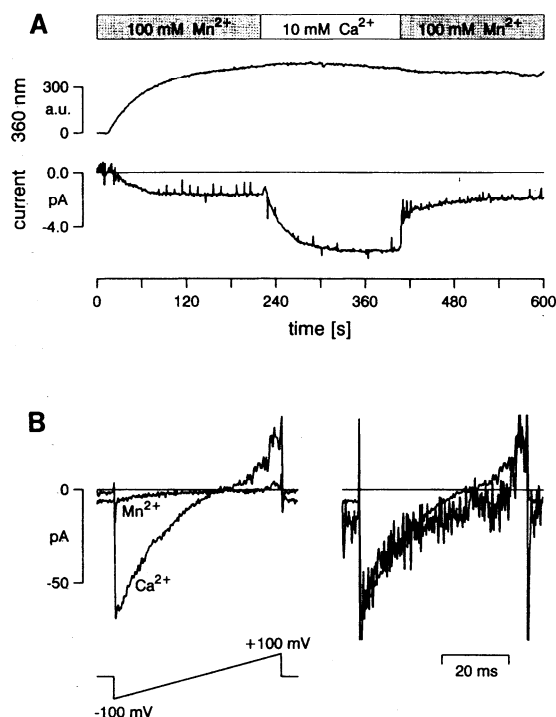 A
100 mM Mn2+ 10 mM Ca2+ 100 mM Mn2+
360 nm
300
a.u.
0
current
0.0
pA
-4.0
0 120 240 360 480 600
time [s]
B
0
pA
-50
Mn2+
Ca2+
+100 mV
-100 mV
20 ms